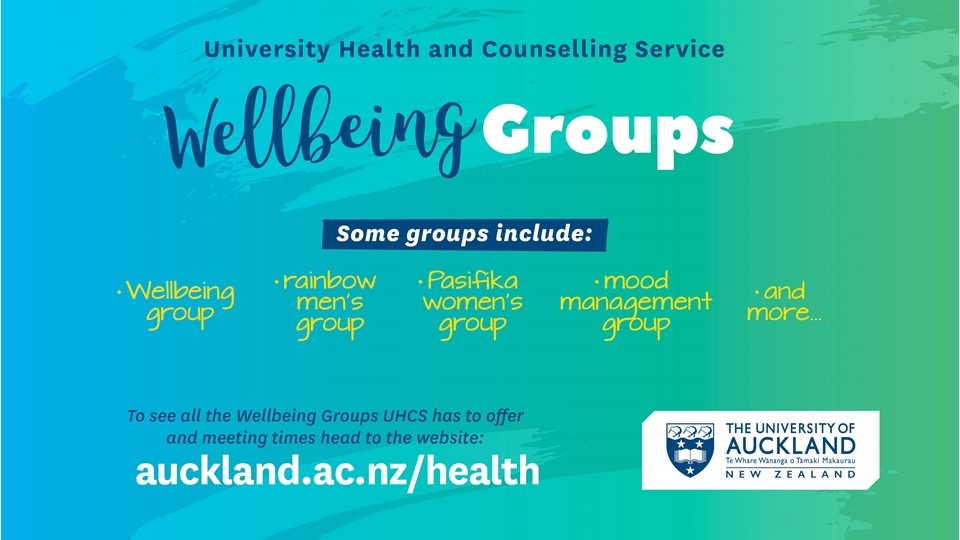 University Health and Counselling Service
Wellbeing Groups
Some groups include:
· Wellbeing
group
· rainbow
men's
group
· Pasifika
women's
group
· mood
management
group
· and
more...
To see all the Wellbeing Groups UHCS has to offer
and meeting times head to the website:
auckland.ac.nz/health
THE UNIVERSITY OF
AUCKLAND
Te Whare Wānanga o Tāmaki Makaurau
NEW ZEALAND